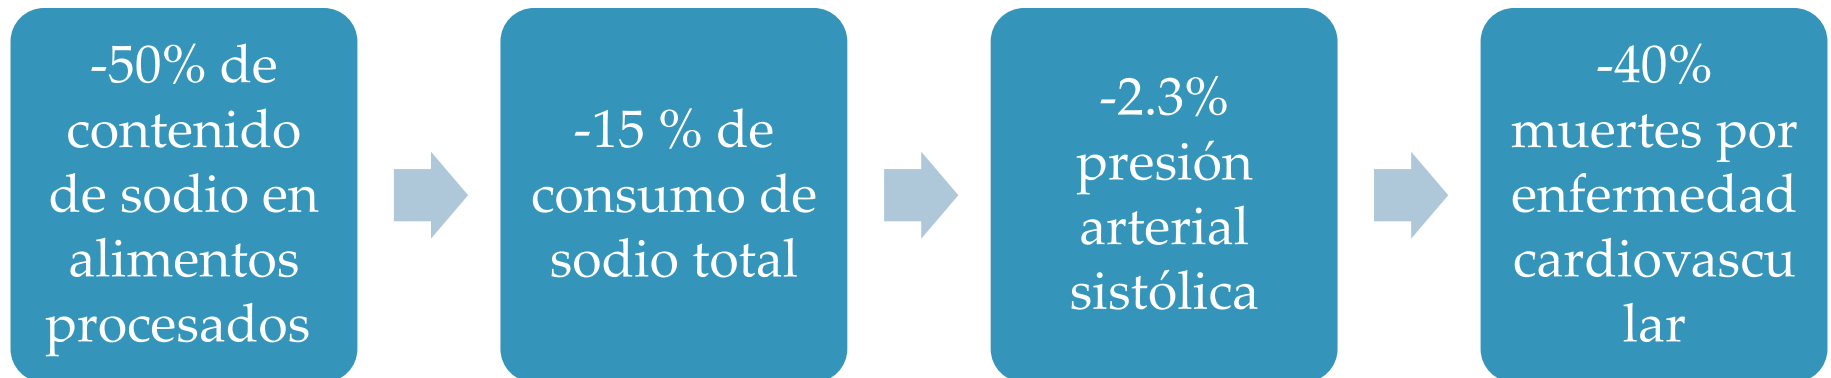 -50% de
contenido
de sodio en
alimentos
procesados
-15 % de
consumo de
sodio total
-2.3%
presión
arterial
sistólica
-40%
muertes por
enfermedad
cardiovascu
lar